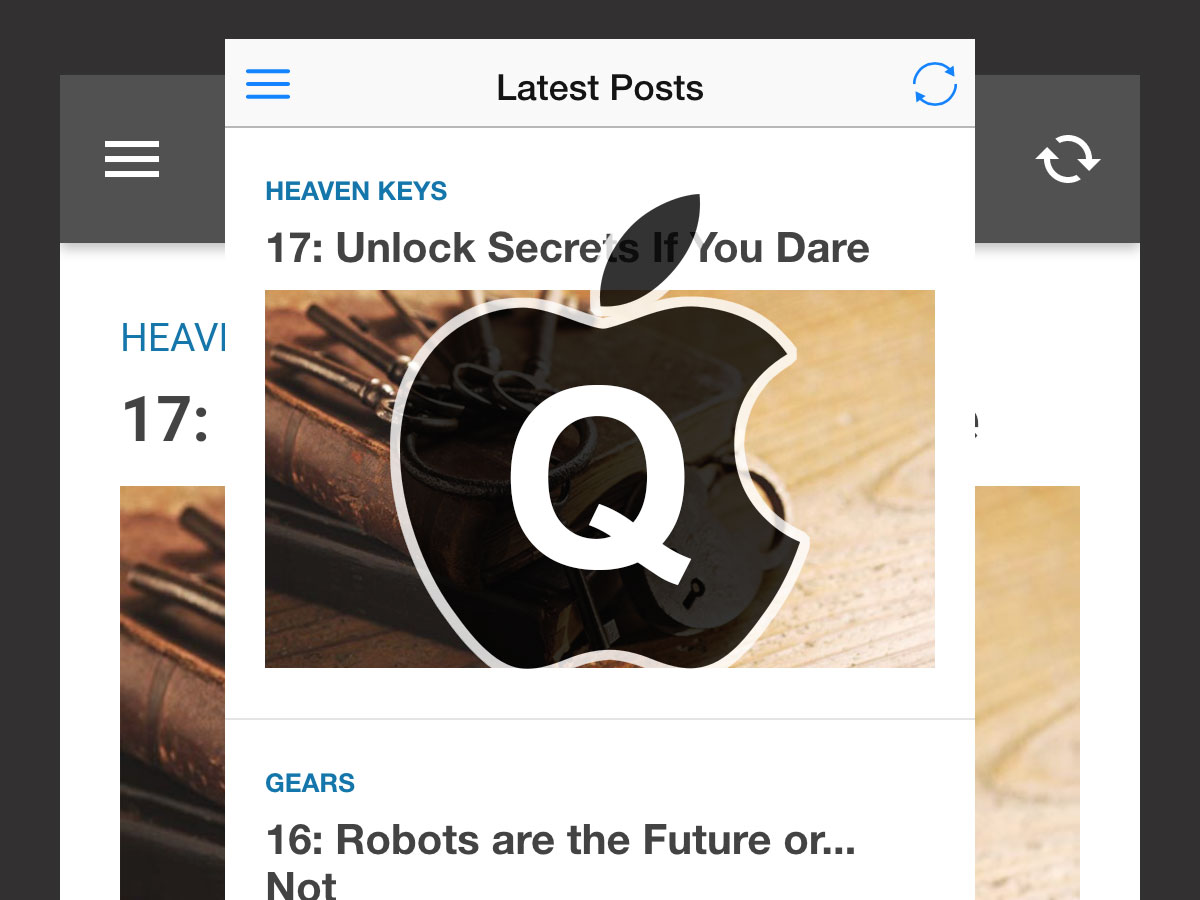 Latest Posts
HEAVEN KEYS
17: Unlock Secrets If You Dare
HEAVI
17:
e
Q
GEARS
16: Robots are the Future or...
Not